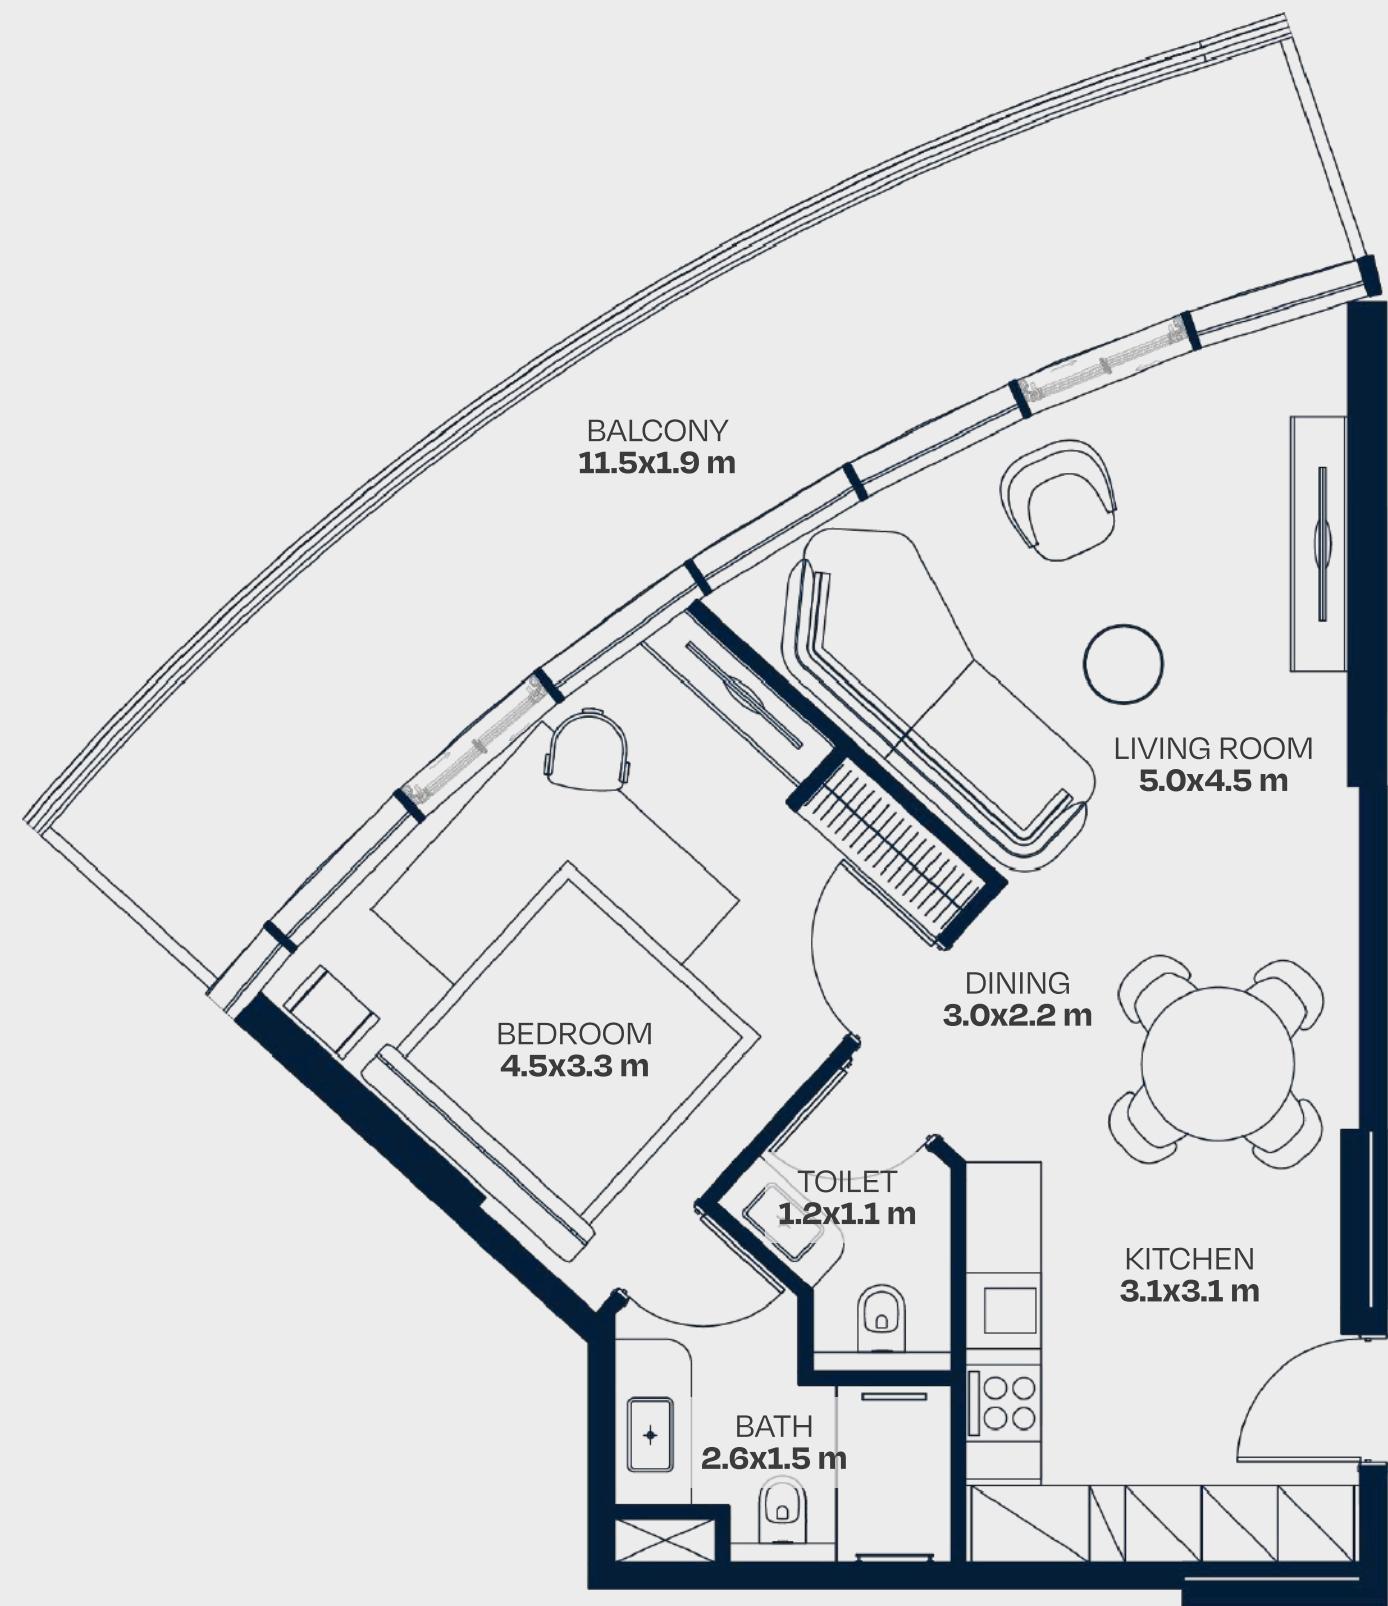 BALCONY
11.5x1.9 m
LIVING ROOM
5.0x4.5 m
DINING
3.0x2.2 m
BEDROOM
4.5x3.3 m
TOILET
1.2x1.1 m
KITCHEN
3.1x3.1 m
BATH
2.6x1.5 m